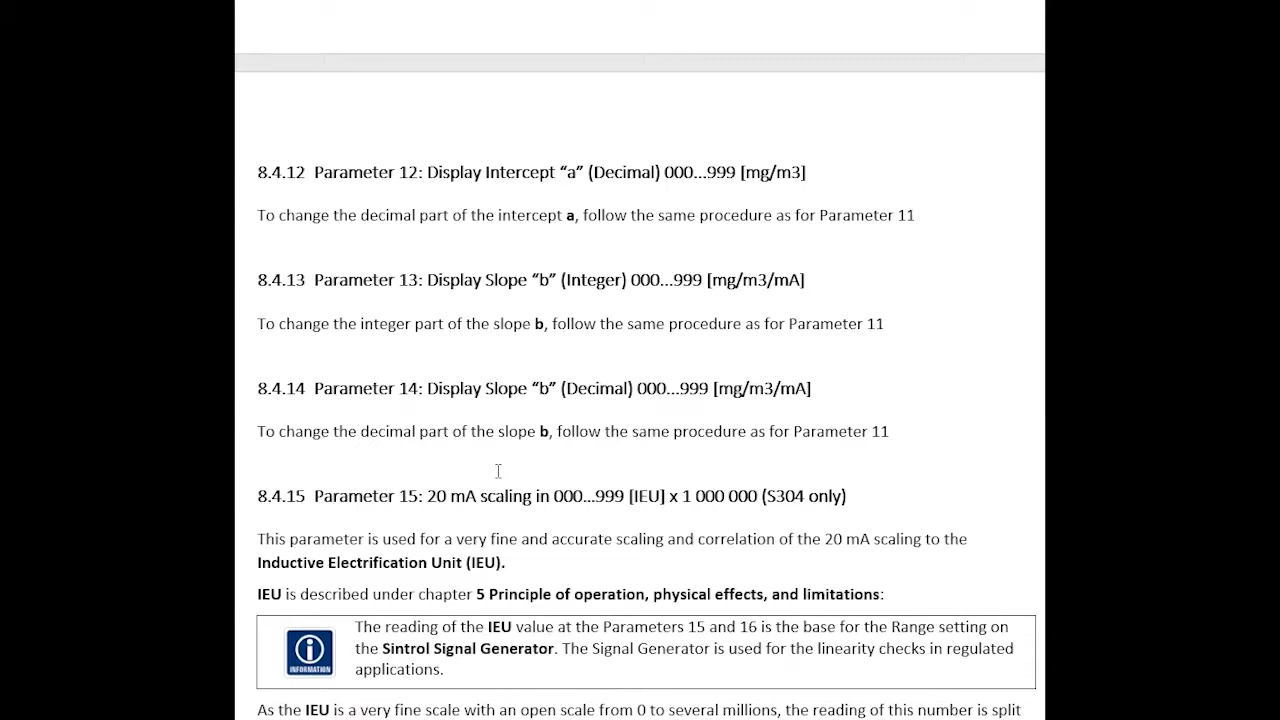 8.4.12 Parameter 12: Display Intercept “a” (Decimal) 000...999 [mg/m3]
To change the decimal part of the intercept a, follow the same procedure as for Parameter 11
8.4.13 Parameter 13: Display Slope “b” (Integer) 000...999 [mg/m3/mA]
To change the integer part of the slope b, follow the same procedure as for Parameter 11
8.4.14 Parameter 14: Display Slope “b” (Decimal) 000...999 [mg/m3/mA]
To change the decimal part of the slope b, follow the same procedure as for Parameter 11
8.4.15 Parameter 15: 20 mA scaling in 000...999 [IEU] x 1 000 000 (S304 only)
This parameter is used for a very fine and accurate scaling and correlation of the 20 mA scaling to the
Inductive Electrification Unit (IEU).
IEU is described under chapter 5 Principle of operation, physical effects, and limitations:
The reading of the IEU value at the Parameters 15 and 16 is the base for the Range setting on
the Sintrol Signal Generator. The Signal Generator is used for the linearity checks in regulated
applications.
INFORMATION
As the IEU is a very fine scale with an open scale from 0 to several millions, the reading of this number is split